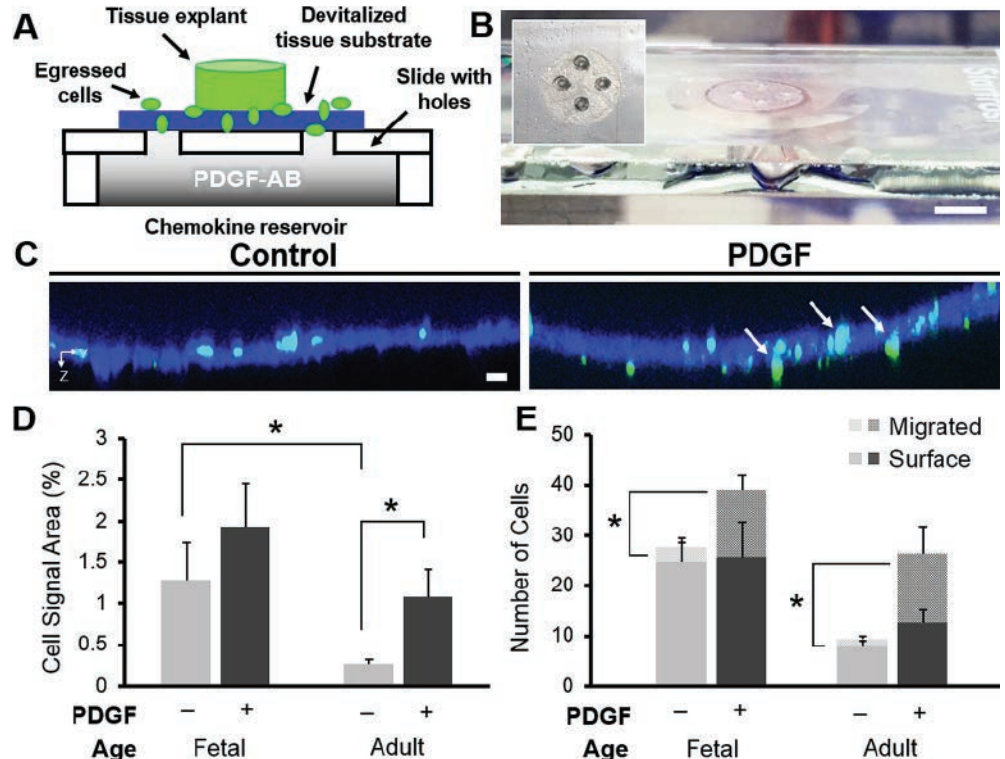 A
Tissue explant
Devitalized
tissue substrate
Egressed
cells
Slide with
holes
PDGF-AB
Chemokine reservoir
B
C
Control
PDGF
Z
D
Cell Signal Area (%)
3
2.5
2
1.5
1
0.5
0
*
*
PDGF
–
+
–
+
Age
Fetal
Adult
E
Number of Cells
50
40
30
20
10
0
Migrated
Surface
*
*
PDGF
–
+
–
+
Age
Fetal
Adult